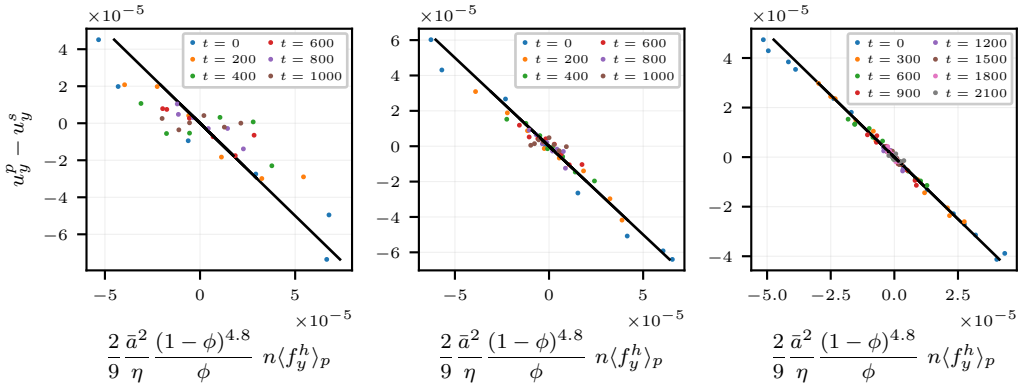 ×10⁻⁵
4
2
0
−2
−4
−6
u_y^p − u_y^s
t = 0
t = 200
t = 400
t = 600
t = 800
t = 1000
−5
0
5
×10⁻⁵
2/9 ā²/η (1 − ϕ)^4.8/ϕ n⟨f_y^h⟩_p
×10⁻⁵
6
4
2
0
−2
−4
−6
t = 0
t = 200
t = 400
t = 600
t = 800
t = 1000
−5
0
5
×10⁻⁵
2/9 ā²/η (1 − ϕ)^4.8/ϕ n⟨f_y^h⟩_p
×10⁻⁵
4
2
0
−2
−4
t = 0
t = 300
t = 600
t = 900
t = 1200
t = 1500
t = 1800
t = 2100
−5.0
−2.5
0.0
2.5
×10⁻⁵
2/9 ā²/η (1 − ϕ)^4.8/ϕ n⟨f_y^h⟩_p